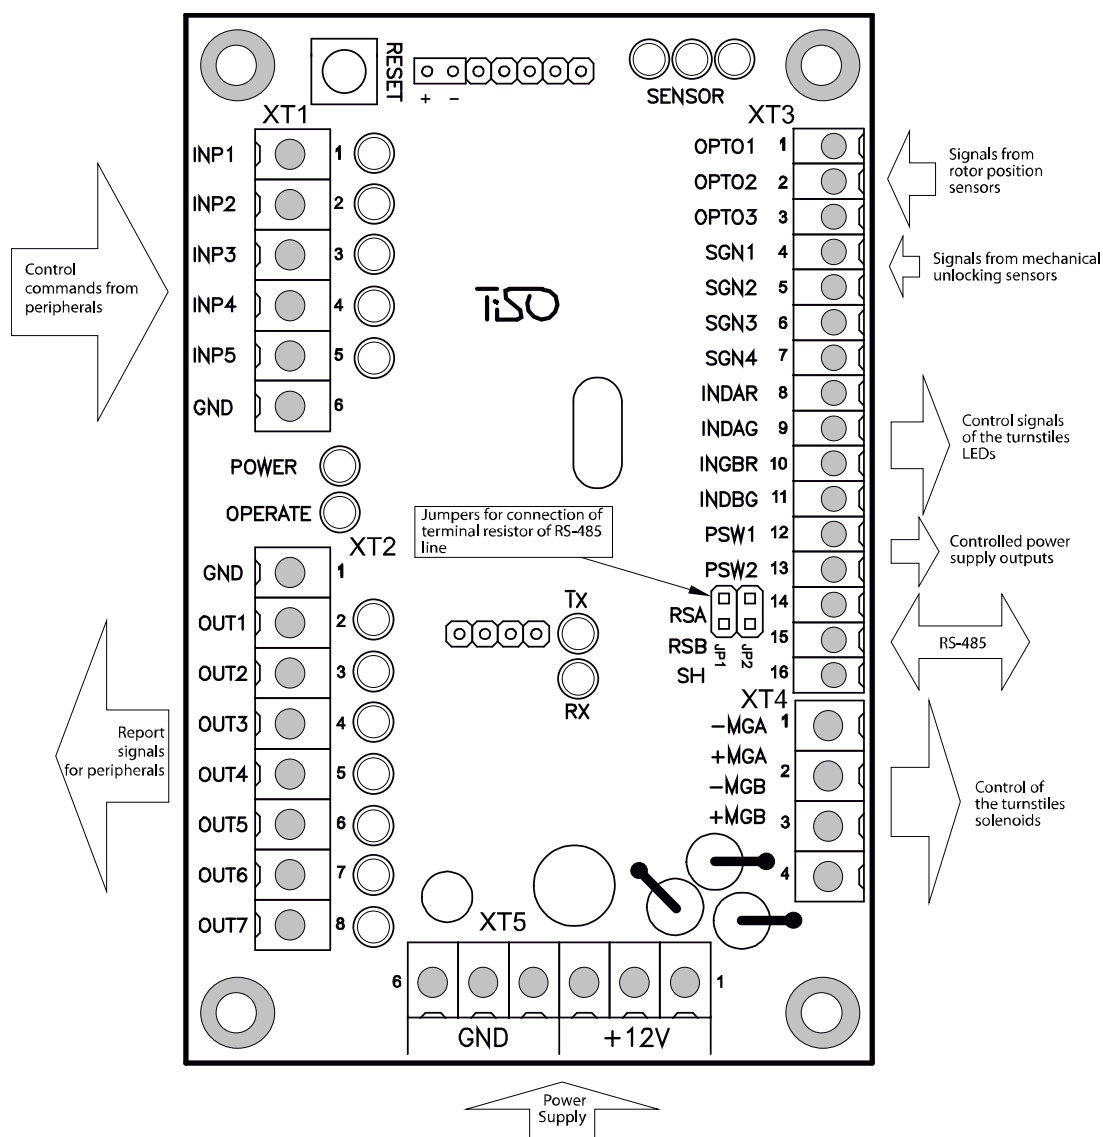 RESET
+ -
SENSOR
XT1
INP1 1
INP2 2
INP3 3
INP4 4
INP5 5
GND 6
Control
commands from
peripherals
POWER
OPERATE
TiSO
XT3
OPTO1 1
OPTO2 2
OPTO3 3
SGN1 4
SGN2 5
SGN3 6
SGN4 7
INDAR 8
INDAG 9
INGBR 10
INDBG 11
PSW1 12
PSW2 13
RSA 14
RSB 15
SH 16
JP1 JP2
Signals from
rotor position
sensors
Signals from mechanical
unlocking sensors
Control signals
of the turnstiles
LEDs
Controlled power
supply outputs
RS-485
Jumpers for connection of
terminal resistor of RS-485
line
XT2
GND 1
OUT1 2
OUT2 3
OUT3 4
OUT4 5
OUT5 6
OUT6 7
OUT7 8
Report
signals
for peripherals
TX
RX
XT4
-MGA 1
+MGA
-MGB 2
+MGB 3
4
Control of
the turnstiles
solenoids
XT5
6 1
GND +12V
Power
Supply